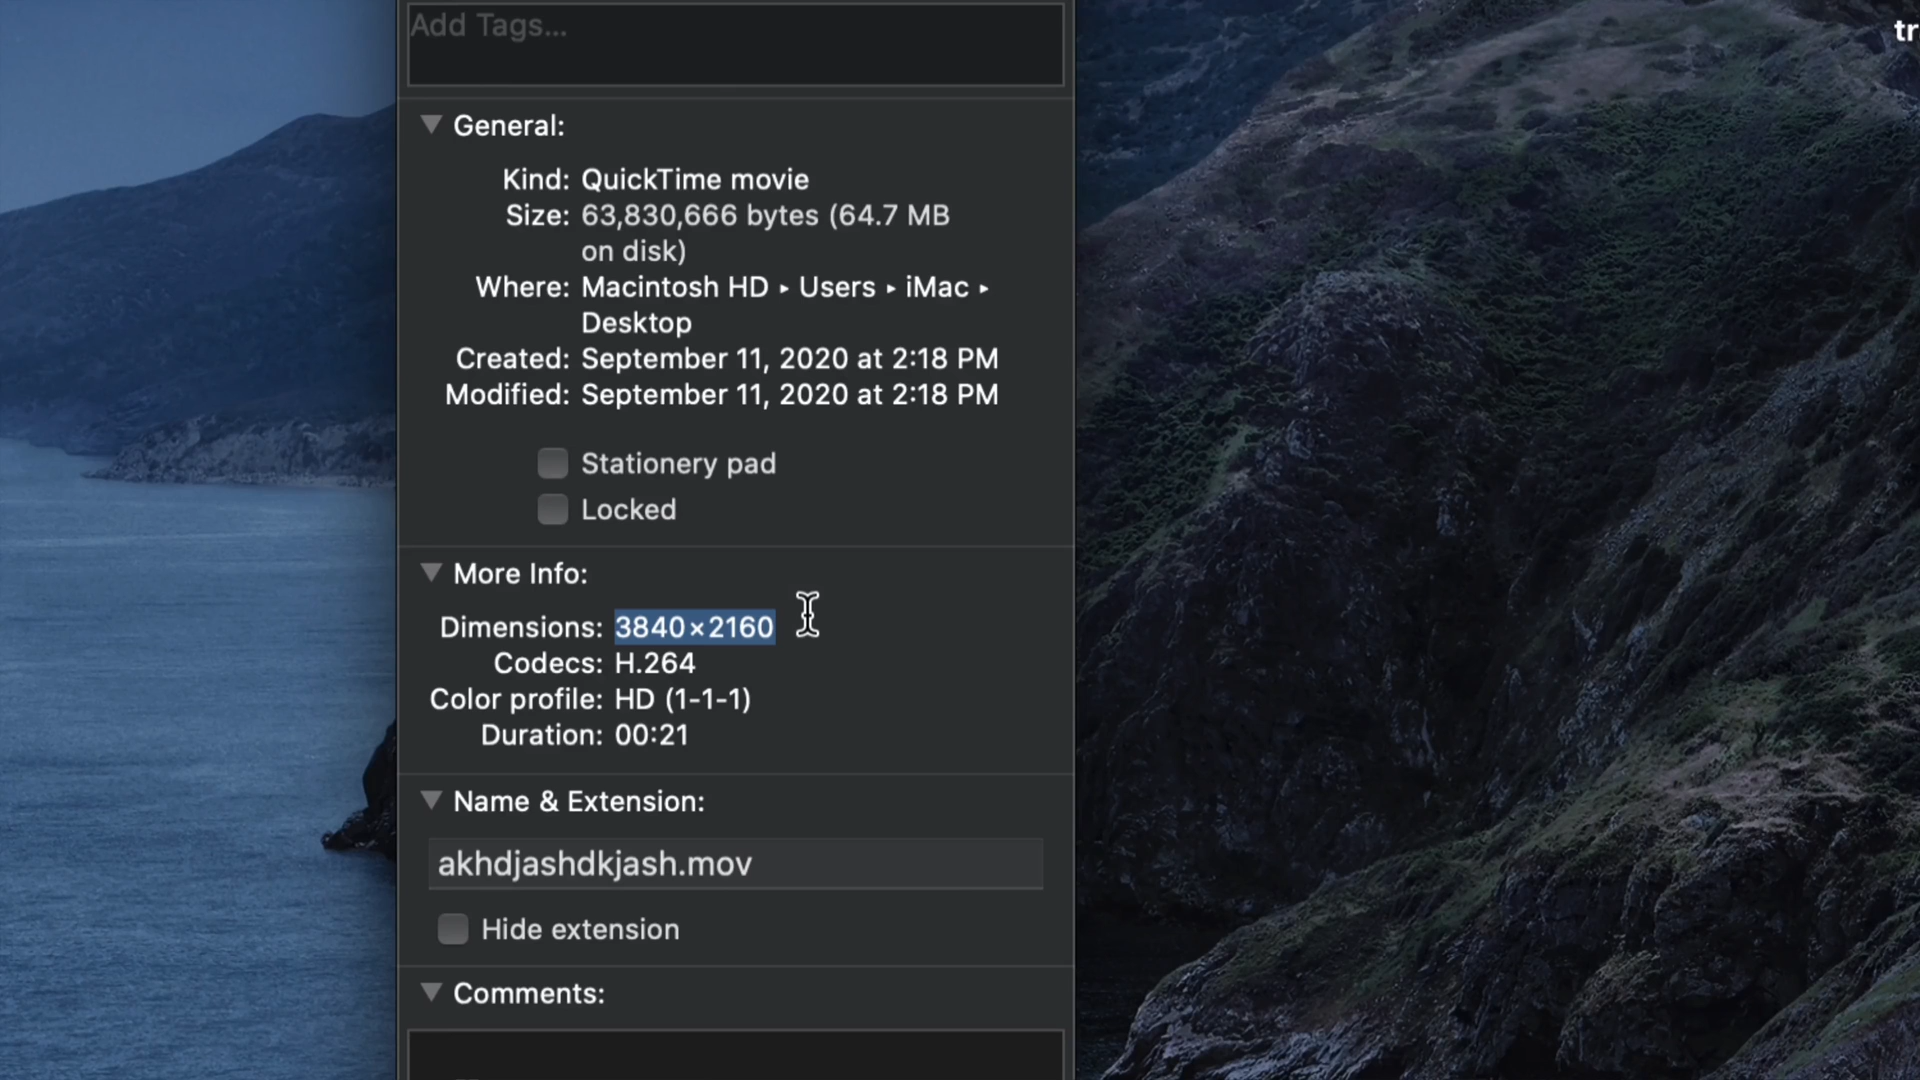 Add Tags...
tr
General:
Kind: QuickTime movie
Size: 63,830,666 bytes (64.7 MB
on disk)
Where: Macintosh HD ▸ Users ▸ iMac ▸
Desktop
Created: September 11, 2020 at 2:18 PM
Modified: September 11, 2020 at 2:18 PM
Stationery pad
Locked
More Info:
Dimensions: 3840×2160
Codecs: H.264
Color profile: HD (1-1-1)
Duration: 00:21
Name & Extension:
akhdjashdkjash.mov
Hide extension
Comments: